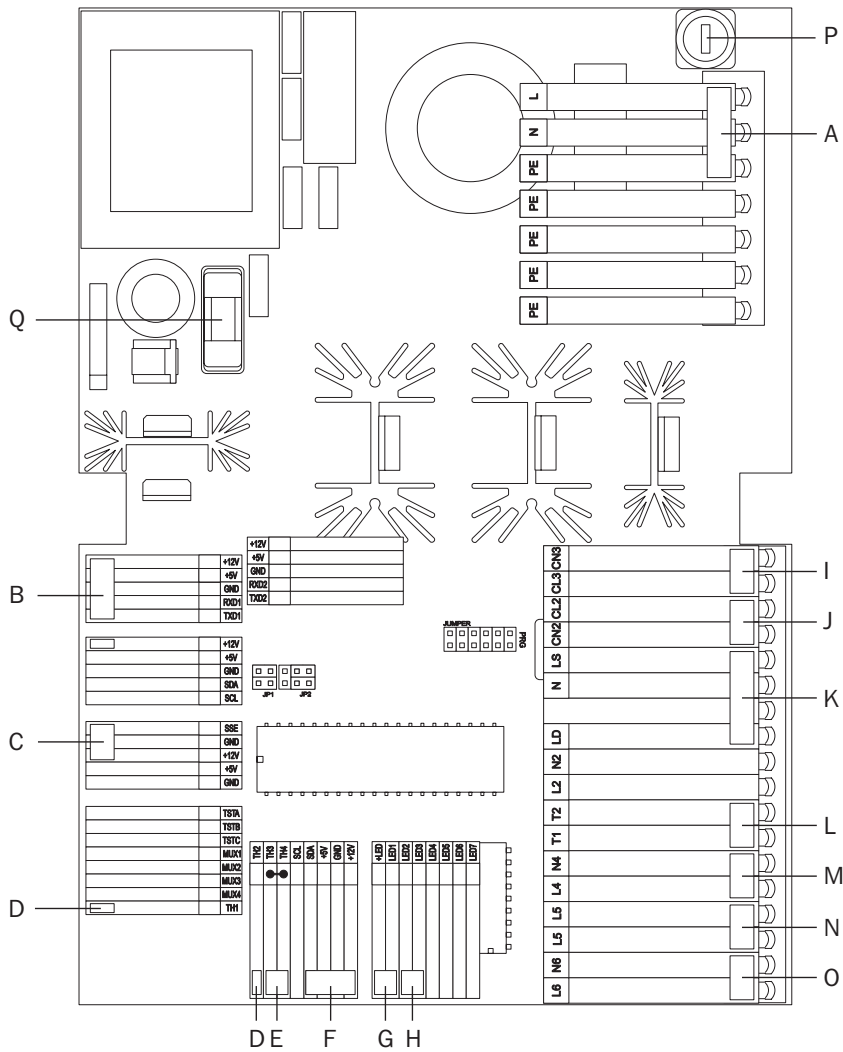 P
L
A
N
PE
PE
PE
PE
PE
Q
+12V
+5V
GND
RXD2
TXD2
B
+12V
+5V
GND
RXD1
TXD1
CN3
I
CL3
CL2
J
CN2
JUMPER
PRG
LS
K
N
+12V
+5V
GND
SDA
SCL
JP1 JP2
C
SSE
GND
+12V
+5V
GND
LD
N2
L2
TSTA
TSTB
TSTC
MUX1
MUX2
MUX3
MUX4
D
TH1
TH2 TH3 TH4 SCL SDA +5V GND +12V
+LED LED1 LED2 LED3 LED4 LED5 LED6 LED7
T2
L
T1
N4
M
L4
L5
N
L5
N6
O
L6
D E F G H